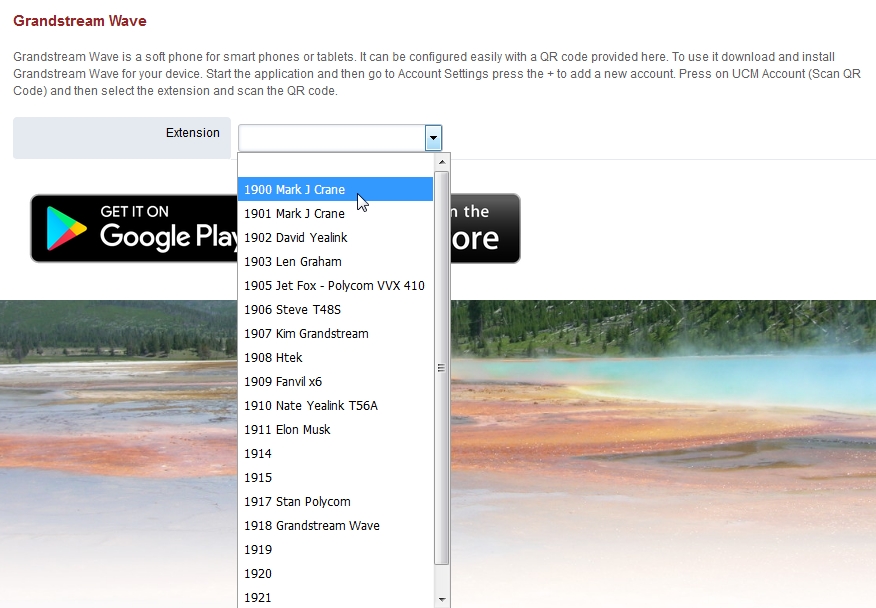 Grandstream Wave
Grandstream Wave is a soft phone for smart phones or tablets. It can be configured easily with a QR code provided here. To use it download and install
Grandstream Wave for your device. Start the application and then go to Account Settings press the + to add a new account. Press on UCM Account (Scan QR
Code) and then select the extension and scan the QR code.
Extension
1900 Mark J Crane
1901 Mark J Crane
1902 David Yealink
1903 Len Graham
1905 Jet Fox - Polycom VVX 410
1906 Steve T48S
1907 Kim Grandstream
1908 Htek
1909 Fanvil x6
1910 Nate Yealink T56A
1911 Elon Musk
1914
1915
1917 Stan Polycom
1918 Grandstream Wave
1919
1920
1921
GET IT ON
Google Play
the
ore